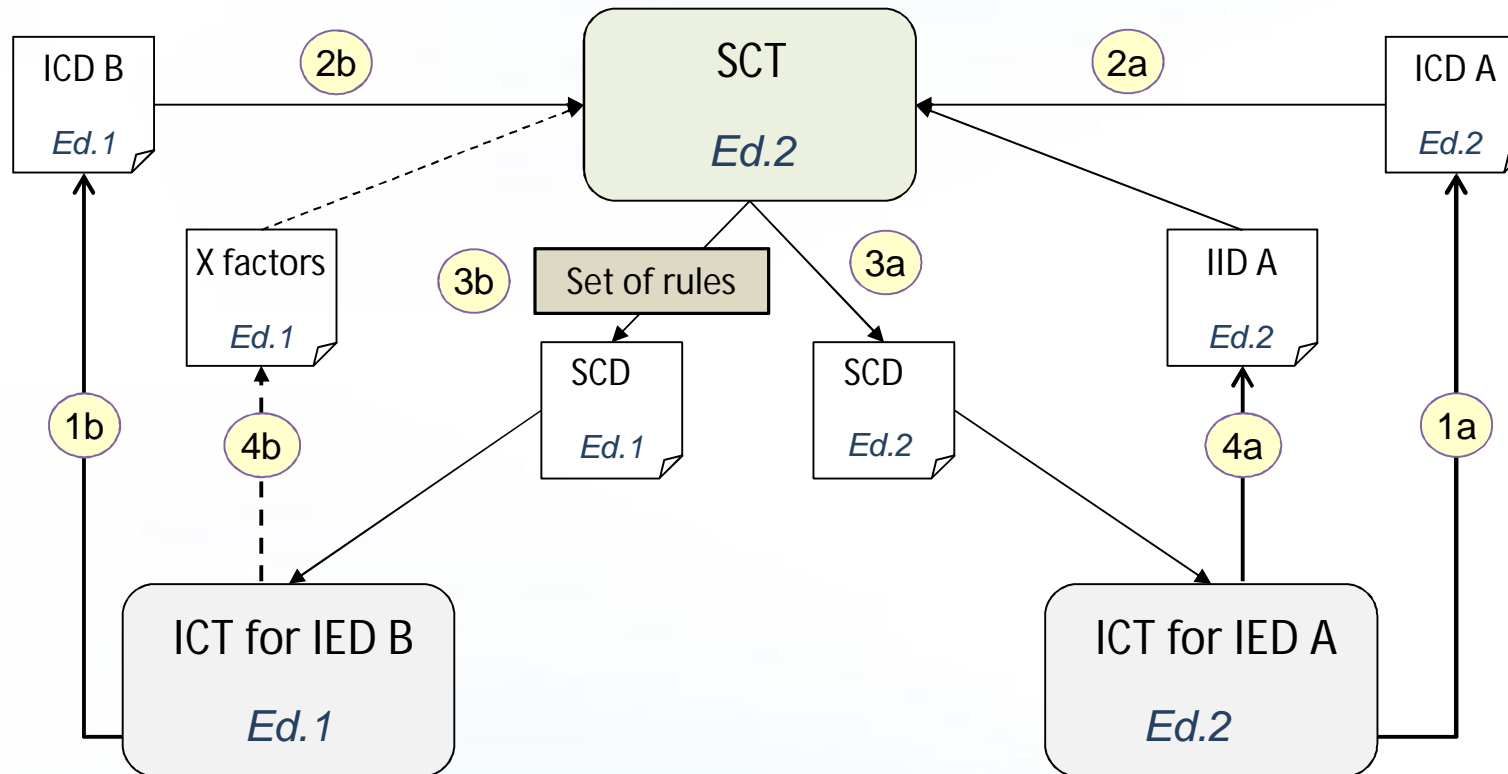 ICD B
Ed.1
2b
SCT
Ed.2
2a
ICD A
Ed.2
X factors
Ed.1
3b
Set of rules
3a
IID A
Ed.2
SCD
Ed.1
SCD
Ed.2
1b
4b
4a
1a
ICT for IED B
Ed.1
ICT for IED A
Ed.2